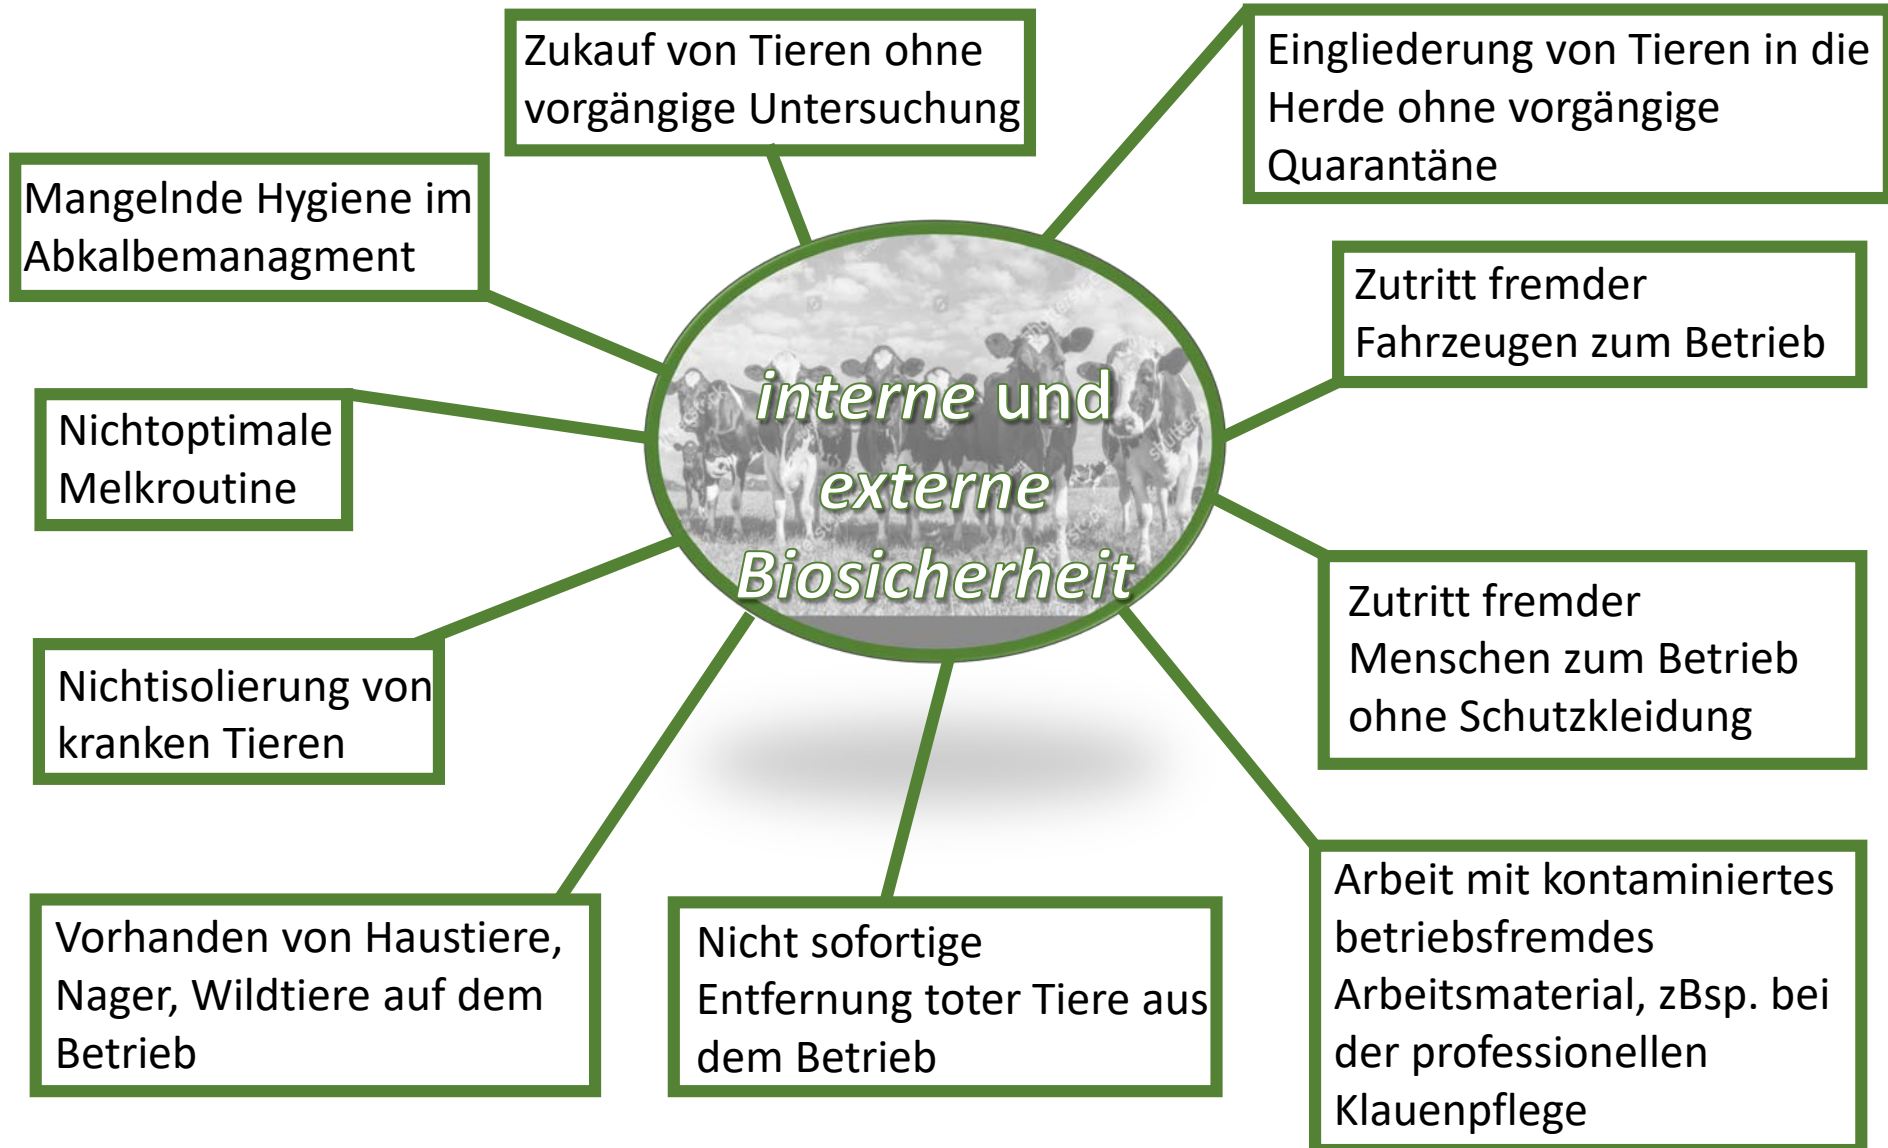 Zukauf von Tieren ohne
vorgängige Untersuchung
Eingliederung von Tieren in die
Herde ohne vorgängige
Quarantäne
Mangelnde Hygiene im
Abkalbemanagment
Zutritt fremder
Fahrzeugen zum Betrieb
Nichtoptimale
Melkroutine
interne und
externe
Biosicherheit
Zutritt fremder
Menschen zum Betrieb
ohne Schutzkleidung
Nichtisolierung von
kranken Tieren
Vorhanden von Haustiere,
Nager, Wildtiere auf dem
Betrieb
Nicht sofortige
Entfernung toter Tiere aus
dem Betrieb
Arbeit mit kontaminiertes
betriebsfremdes
Arbeitsmaterial, zBsp. bei
der professionellen
Klauenpflege